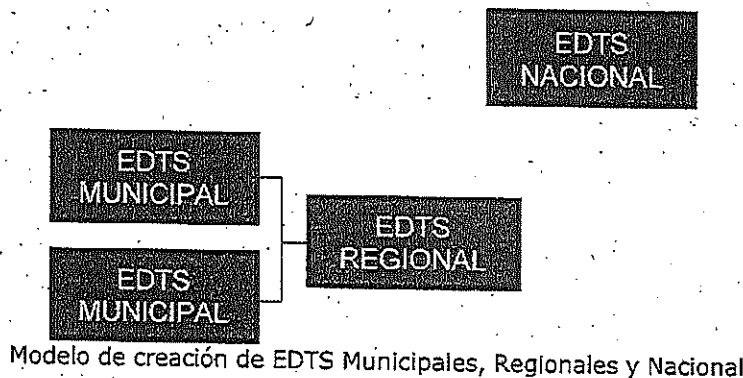 EDTS
NACIONAL
EDTS
MUNICIPAL
EDTS
REGIONAL
EDTS
MUNICIPAL
Modelo de creación de EDTS Municipales, Regionales y Nacional